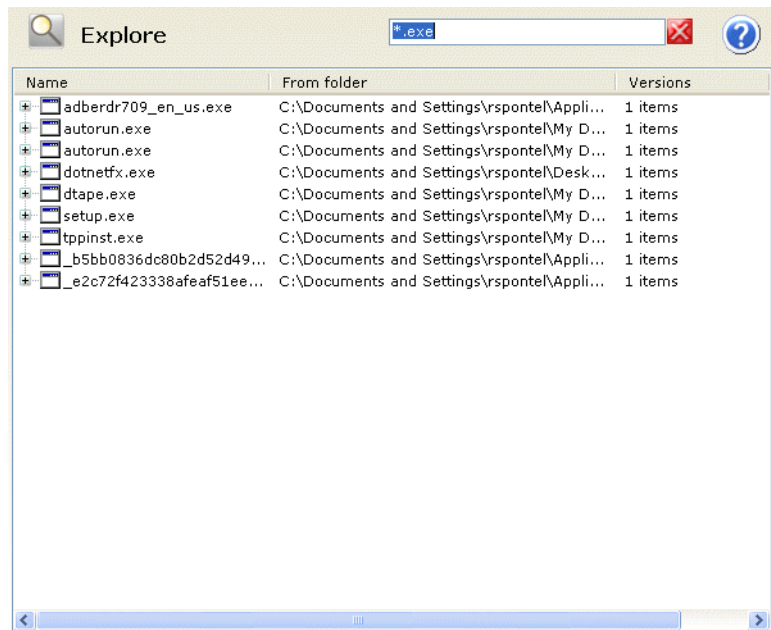 Explore *.exe
Name From folder Versions
adberdr709_en_us.exe C:\Documents and Settings\rspontel\Appli... 1 items
autorun.exe C:\Documents and Settings\rspontel\My D... 1 items
autorun.exe C:\Documents and Settings\rspontel\My D... 1 items
dotnetfx.exe C:\Documents and Settings\rspontel\Desk... 1 items
dtape.exe C:\Documents and Settings\rspontel\My D... 1 items
setup.exe C:\Documents and Settings\rspontel\My D... 1 items
tppinst.exe C:\Documents and Settings\rspontel\My D... 1 items
_b5bb0836dc80b2d52d49... C:\Documents and Settings\rspontel\Appli... 1 items
_e2c72f423338afeaf51ee... C:\Documents and Settings\rspontel\Appli... 1 items